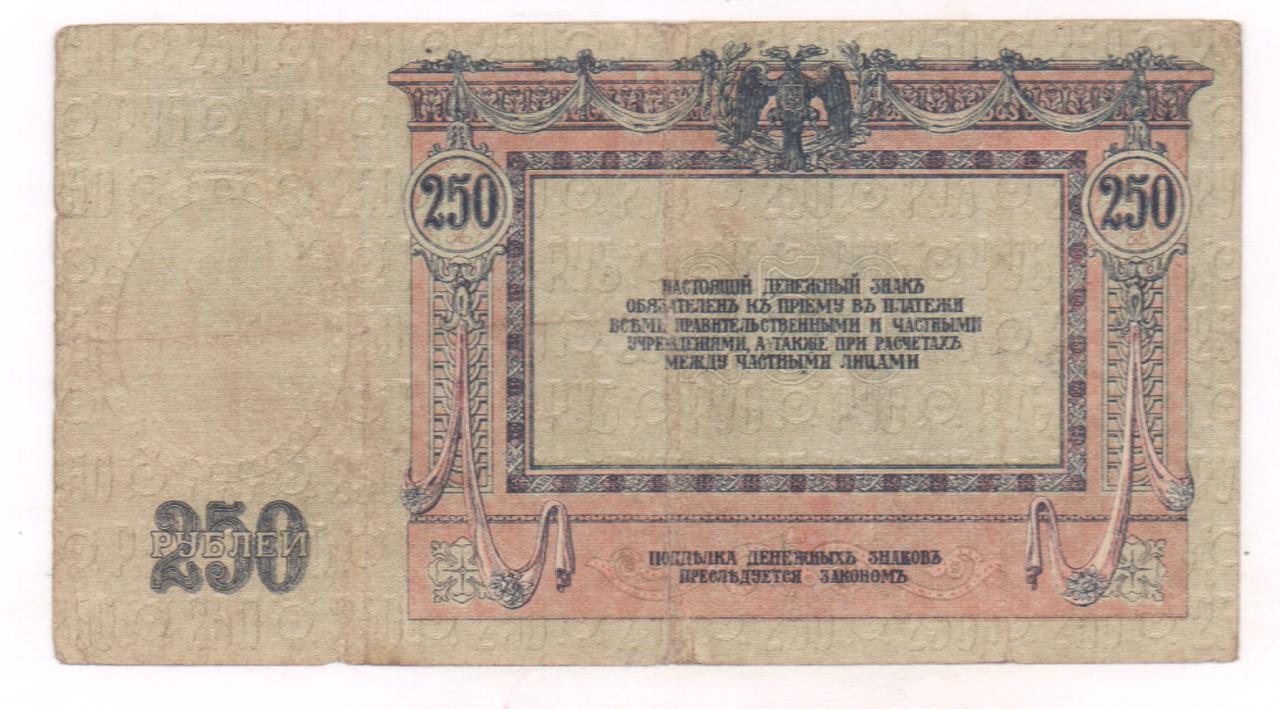 250
250
НАСТОЯЩІЙ ДЕНЕЖНЫЙ ЗНАКЪ
ОБЯЗАТЕЛЕНЪ КЪ ПРІЕМУ ВЪ ПЛАТЕЖИ
ВСѢМИ ПРАВИТЕЛЬСТВЕННЫМИ И ЧАСТНЫМИ
УЧРЕЖДЕНІЯМИ, А ТАКЖЕ ПРИ РАСЧЕТАХЪ
МЕЖДУ ЧАСТНЫМИ ЛИЦАМИ
250
РУБЛЕЙ
ПОДДѢЛКА ДЕНЕЖНЫХЪ ЗНАКОВЪ
ПРЕСЛѢДУЕТСЯ ЗАКОНОМЪ